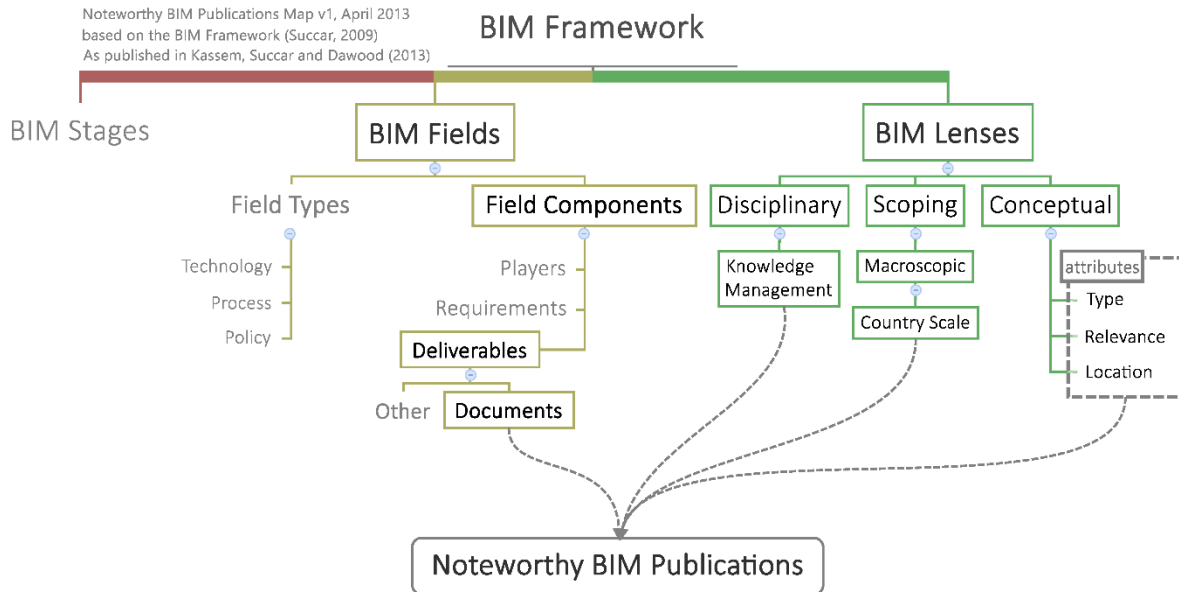 Noteworthy BIM Publications Map v1, April 2013
based on the BIM Framework (Succar, 2009)
As published in Kassem, Succar and Dawood (2013)
BIM Framework
BIM Stages
BIM Fields
BIM Lenses
Field Types
Field Components
Disciplinary
Scoping
Conceptual
Technology
Process
Policy
Players
Requirements
Deliverables
Other
Documents
Knowledge
Management
Macroscopic
Country Scale
attributes
Type
Relevance
Location
Noteworthy BIM Publications